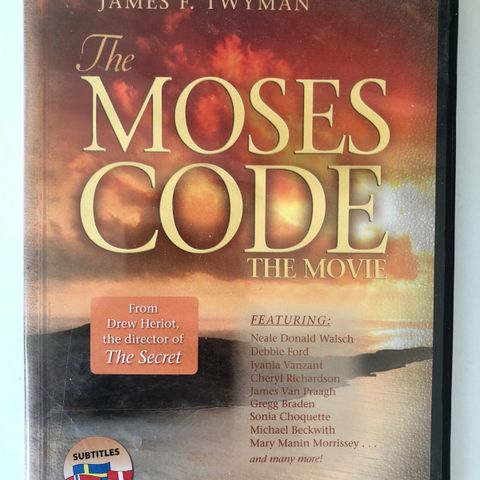 JAMES F. TWYMAN
The
MOSES
CODE
THE MOVIE
From
Drew Heriot,
the director of
The Secret
FEATURING:
Neale Donald Walsch
Debbie Ford
Iyanla Vanzant
Cheryl Richardson
James Van Praagh
Gregg Braden
Sonia Choquette
Michael Beckwith
Mary Manin Morrissey . . .
and many more!
SUBTITLES